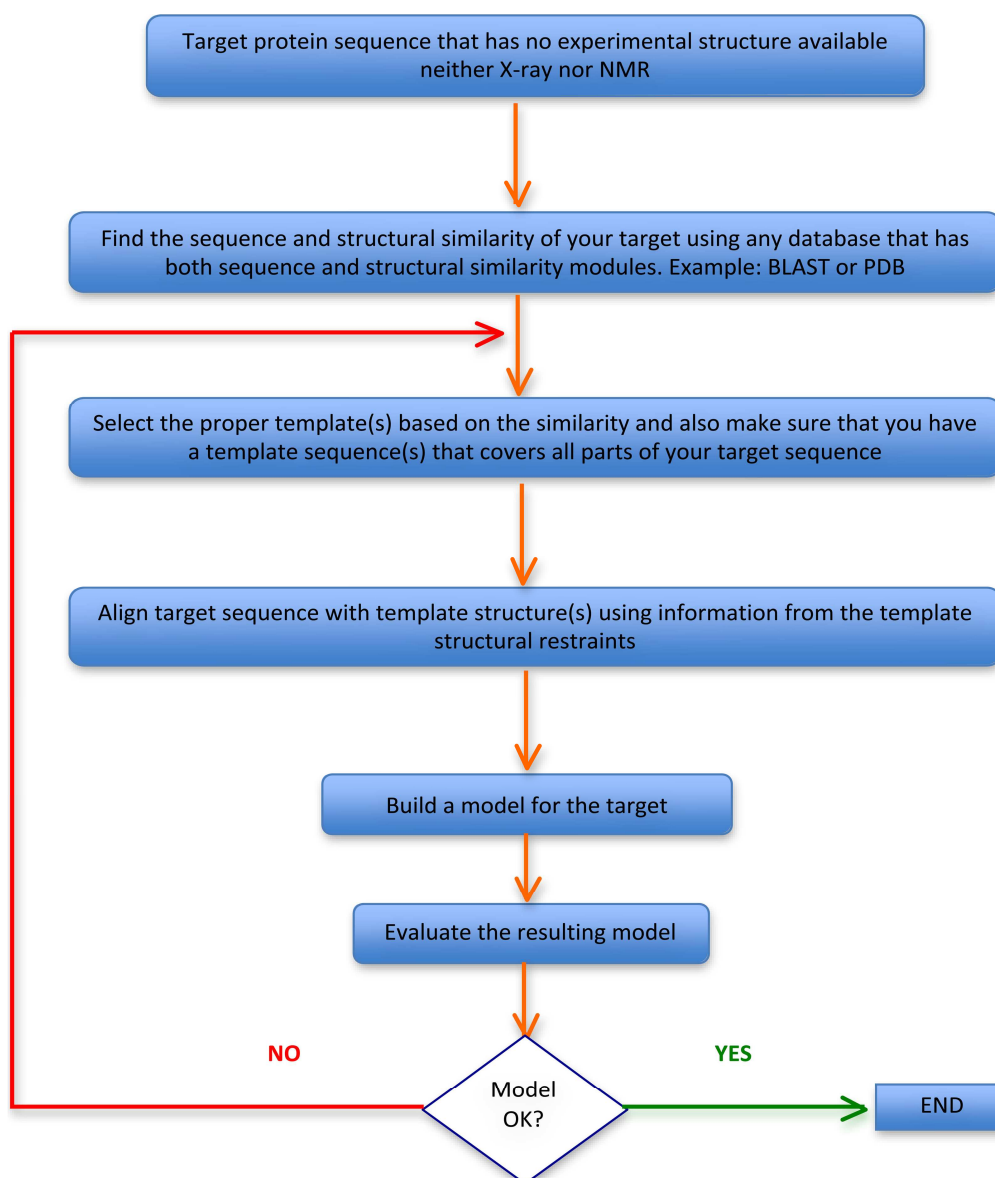 Target protein sequence that has no experimental structure available
neither X-ray nor NMR
Find the sequence and structural similarity of your target using any database that has
both sequence and structural similarity modules. Example: BLAST or PDB
Select the proper template(s) based on the similarity and also make sure that you have
a template sequence(s) that covers all parts of your target sequence
Align target sequence with template structure(s) using information from the template
structural restraints
Build a model for the target
Evaluate the resulting model
NO
YES
Model
OK?
END